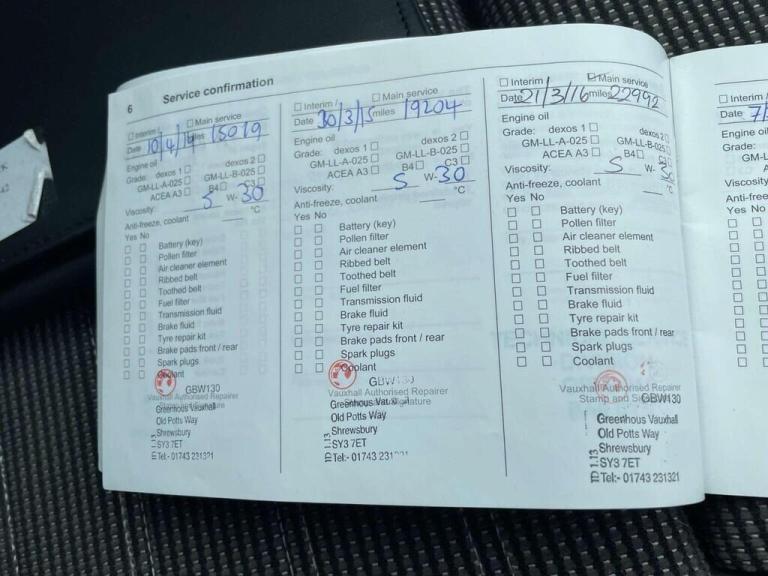 6 Service confirmation
Interim / Main service
Date 10/4/14 miles 15019
Engine oil
Grade: dexos 1 dexos 2
GM-LL-A-025 GM-LL-B-025
ACEA A3 B4 C3
Viscosity: 5 W- 30
Anti-freeze, coolant °C
Yes No
Battery (key)
Pollen filter
Air cleaner element
Ribbed belt
Toothed belt
Fuel filter
Transmission fluid
Brake fluid
Tyre repair kit
Brake pads front / rear
Spark plugs
Coolant
GBW130
Vauxhall Authorised Repairer
Greenhous Vauxhall
Old Potts Way
Shrewsbury
SY3 7ET
Tel:- 01743 231321
Interim / Main service
Date 30/3/15 miles 19204
Engine oil
Grade: dexos 1 dexos 2
GM-LL-A-025 GM-LL-B-025
ACEA A3 B4 C3
Viscosity: 5 W- 30
Anti-freeze, coolant °C
Yes No
Battery (key)
Pollen filter
Air cleaner element
Ribbed belt
Toothed belt
Fuel filter
Transmission fluid
Brake fluid
Tyre repair kit
Brake pads front / rear
Spark plugs
Coolant
Vauxhall Authorised Repairer
Greenhous
Old Potts Way
Shrewsbury
SY3 7ET
Tel:- 01743
Interim / Main service
Date 21/3/16 miles 22992
Engine oil
Grade: dexos 1 dexos 2
GM-LL-A-025 GM-LL-B-025
ACEA A3 B4
Viscosity: 5 W- 30
Anti-freeze, coolant °C
Yes No
Battery (key)
Pollen filter
Air cleaner element
Ribbed belt
Toothed belt
Fuel filter
Transmission fluid
Brake fluid
Tyre repair kit
Brake pads front / rear
Spark plugs
Coolant
Vauxhall Authorised Repairer
Stamp and GBW130
Greenhous Vauxhall
Old Potts Way
Shrewsbury
SY3 7ET
Tel:- 01743 231321
Interim /
Date
Engine oil
Grade:
Viscosity
Yes No